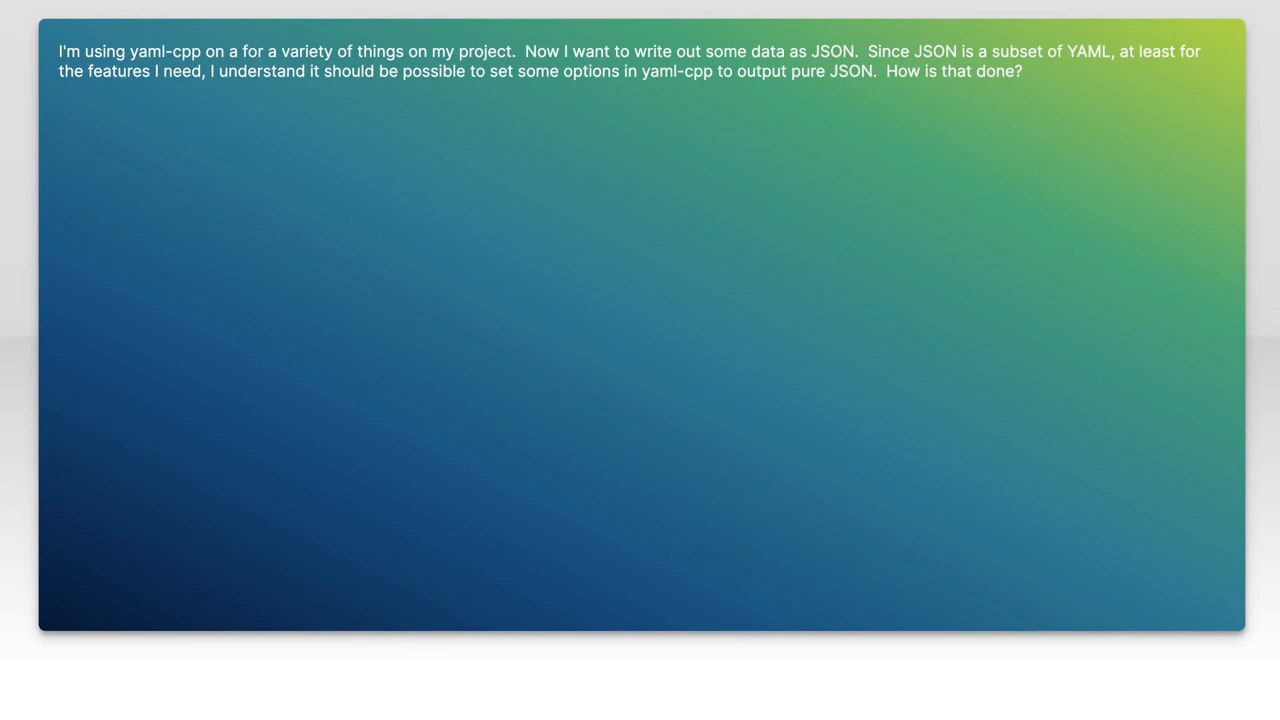 I'm using yaml-cpp on a for a variety of things on my project.  Now I want to write out some data as JSON.  Since JSON is a subset of YAML, at least for
the features I need, I understand it should be possible to set some options in yaml-cpp to output pure JSON.  How is that done?